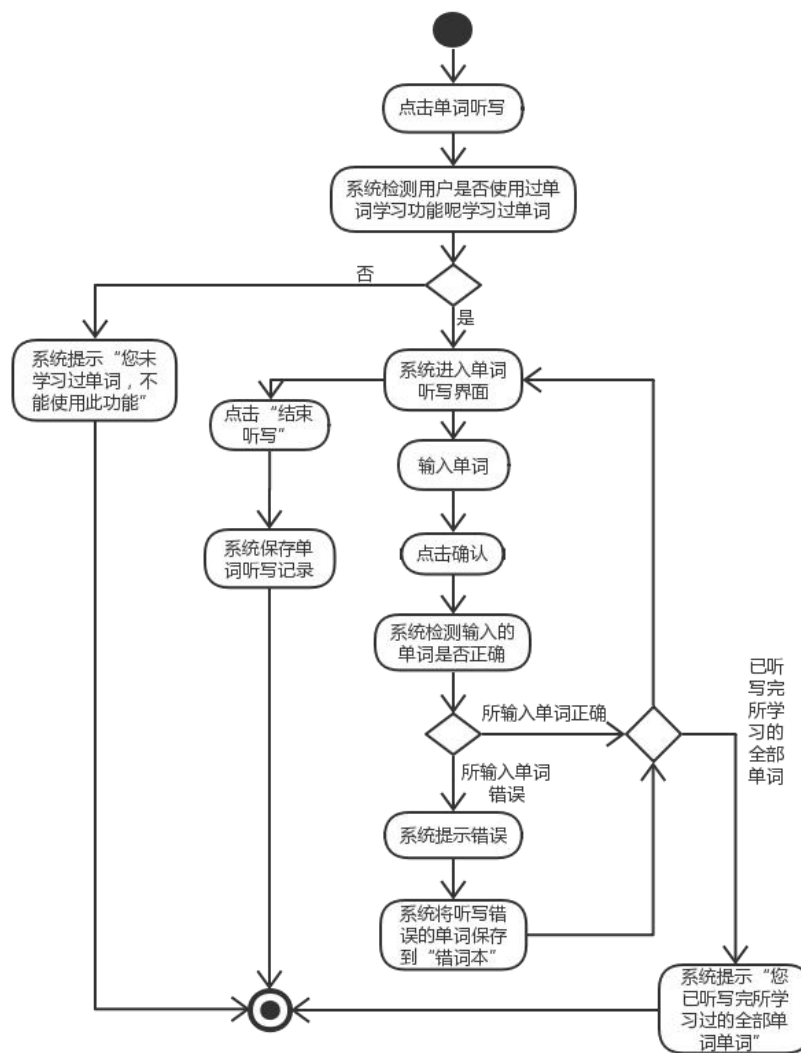 点击单词听写
系统检测用户是否使用过单
词学习功能呢学习过单词
否
是
系统提示“您未
学习过单词，不
能使用此功能”
系统进入单词
听写界面
点击“结束
听写”
输入单词
系统保存单
词听写记录
点击确认
系统检测输入的
单词是否正确
所输入单词正确
已听
写完
所学
习的
全部
单词
所输入单词
错误
系统提示错误
系统将听写错
误的单词保存
到“错词本”
系统提示“您
已听写完所学
习过的全部单
词单词”